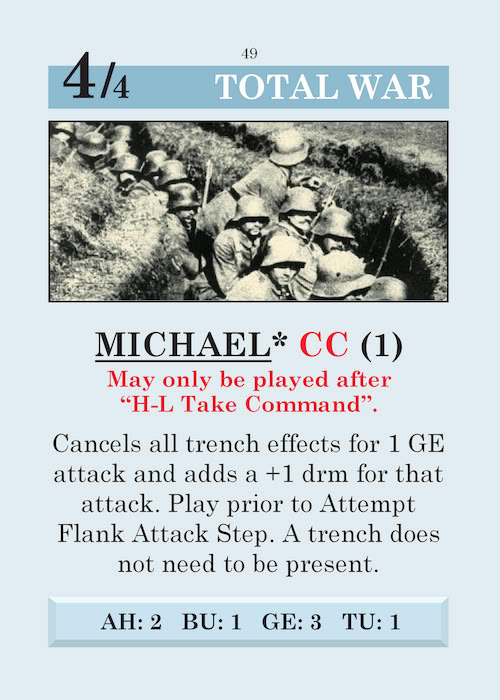 49
4/4 TOTAL WAR
MICHAEL* CC (1)
May only be played after
“H-L Take Command”.
Cancels all trench effects for 1 GE
attack and adds a +1 drm for that
attack. Play prior to Attempt
Flank Attack Step. A trench does
not need to be present.
AH: 2 BU: 1 GE: 3 TU: 1